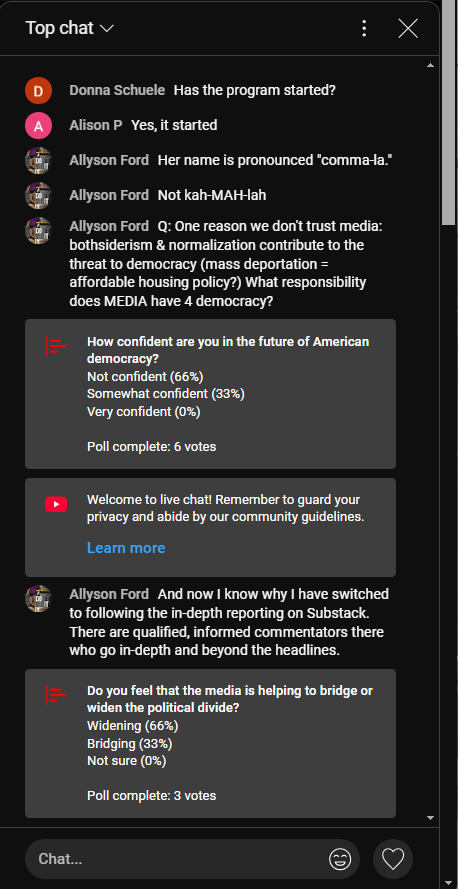 Top chat
D Donna Schuele Has the program started?
A Alison P Yes, it started
Allyson Ford Her name is pronounced "comma-la."
Allyson Ford Not kah-MAH-lah
Allyson Ford Q: One reason we don't trust media:
bothsiderism & normalization contribute to the
threat to democracy (mass deportation =
affordable housing policy?) What responsibility
does MEDIA have 4 democracy?
How confident are you in the future of American
democracy?
Not confident (66%)
Somewhat confident (33%)
Very confident (0%)
Poll complete: 6 votes
Welcome to live chat! Remember to guard your
privacy and abide by our community guidelines.
Learn more
Allyson Ford And now I know why I have switched
to following the in-depth reporting on Substack.
There are qualified, informed commentators there
who go in-depth and beyond the headlines.
Do you feel that the media is helping to bridge or
widen the political divide?
Widening (66%)
Bridging (33%)
Not sure (0%)
Poll complete: 3 votes
Chat...